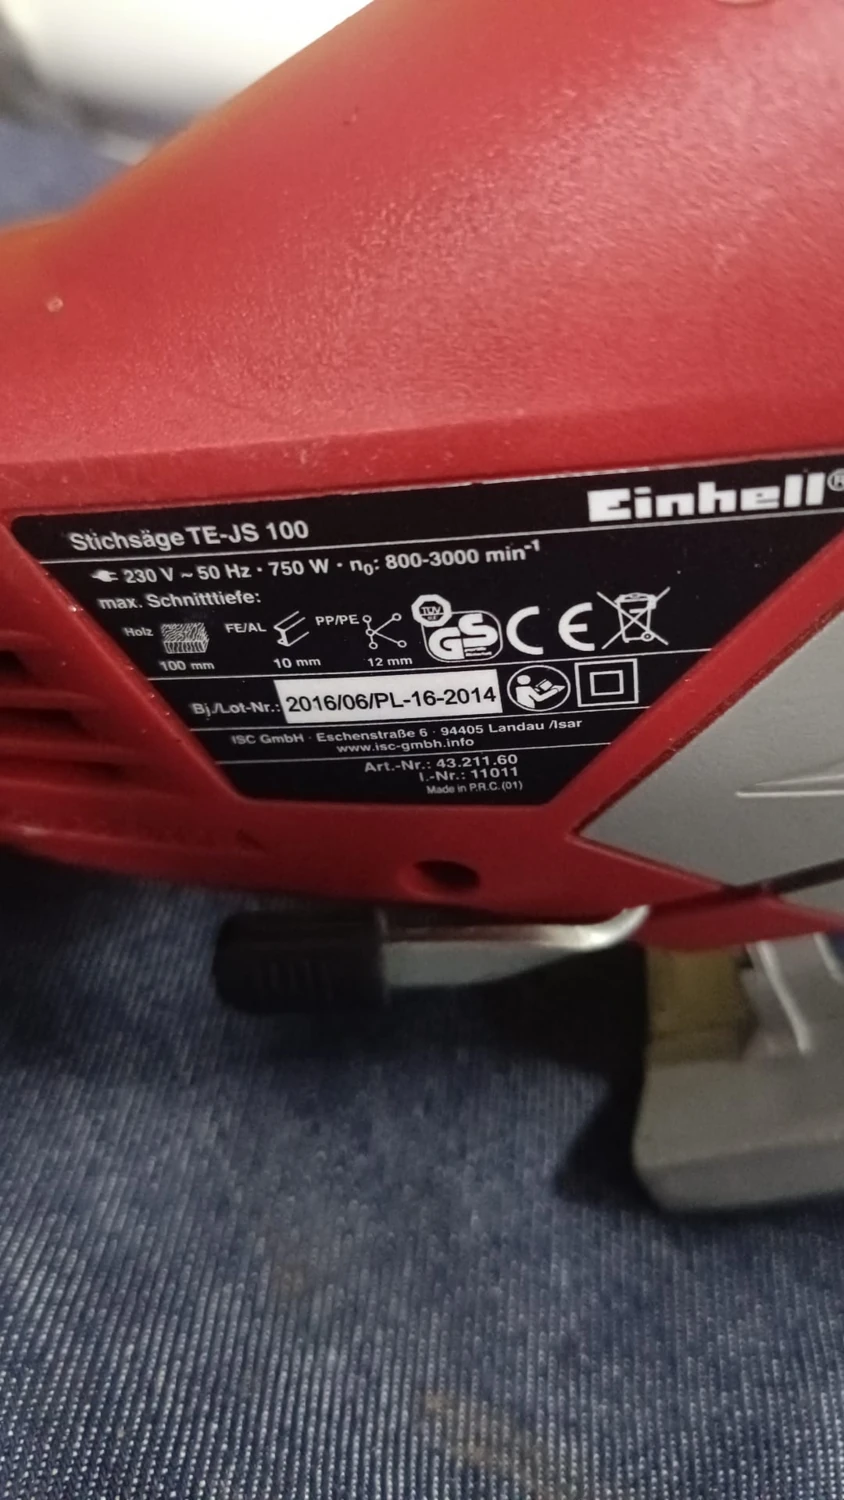 Einhell®
Stichsäge TE-JS 100
230 V ~ 50 Hz · 750 W · n0: 800-3000 min-1
max. Schnitttiefe:
Holz FE/AL PP/PE
100 mm 10 mm 12 mm
TÜV
GS
CE
Bj./Lot-Nr.: 2016/06/PL-16-2014
ISC GmbH · Eschenstraße 6 · 94405 Landau /Isar
www.isc-gmbh.info
Art.-Nr.: 43.211.60
I.-Nr.: 11011
Made in P.R.C. (01)